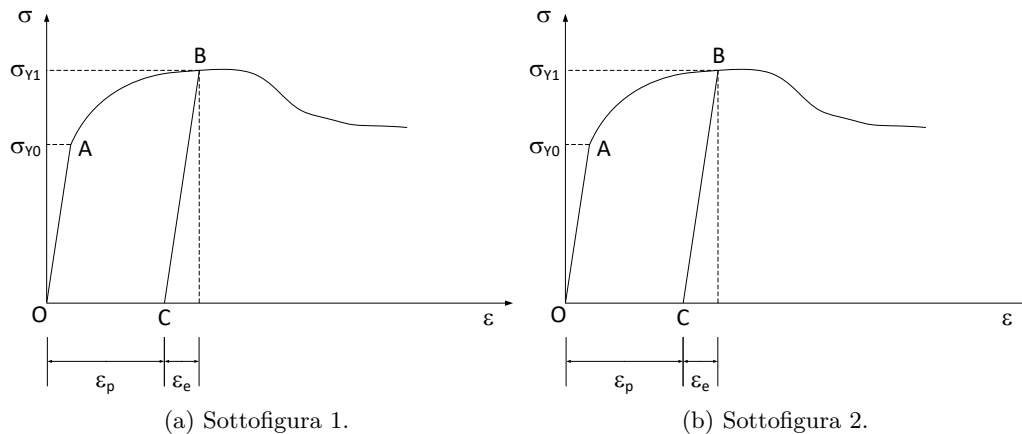 σ σ
σY1 B σY1 B
σY0 A σY0 A
O C ε O C ε
εp εe εp εe
(a) Sottofigura 1. (b) Sottofigura 2.